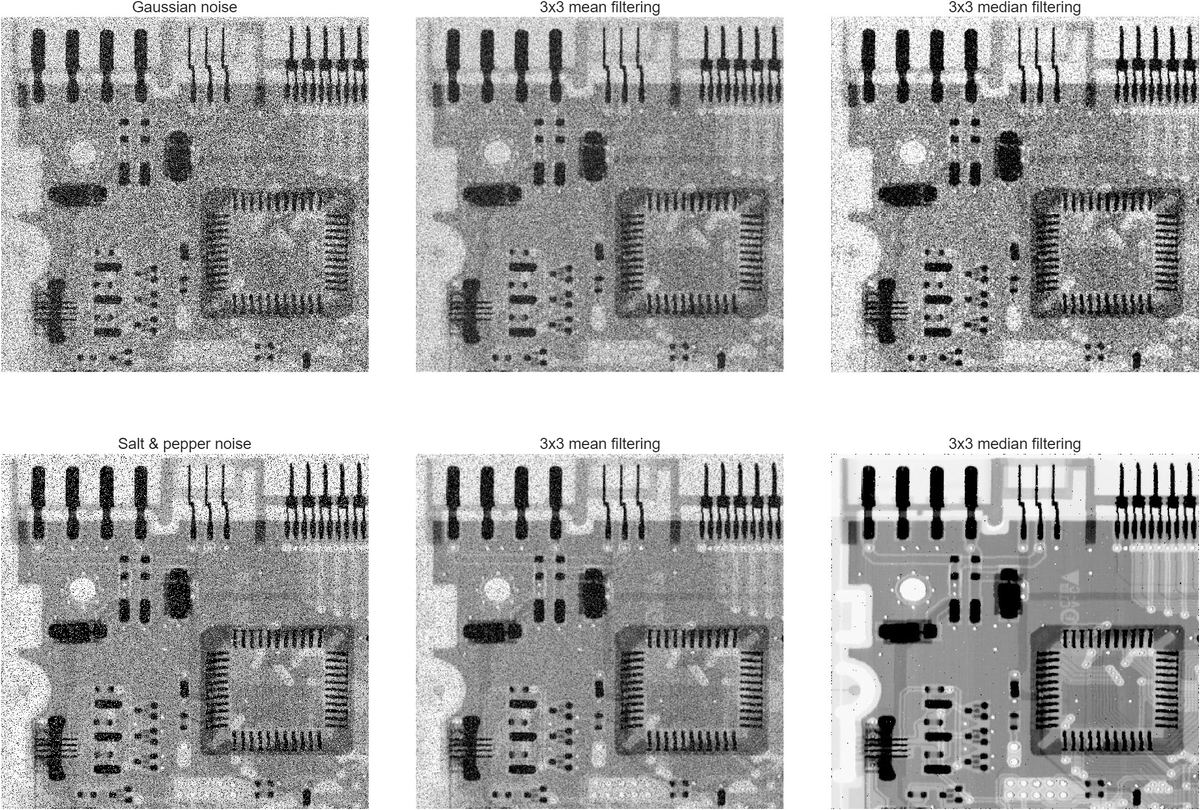 Gaussian noise
3x3 mean filtering
3x3 median filtering
Salt & pepper noise
3x3 mean filtering
3x3 median filtering